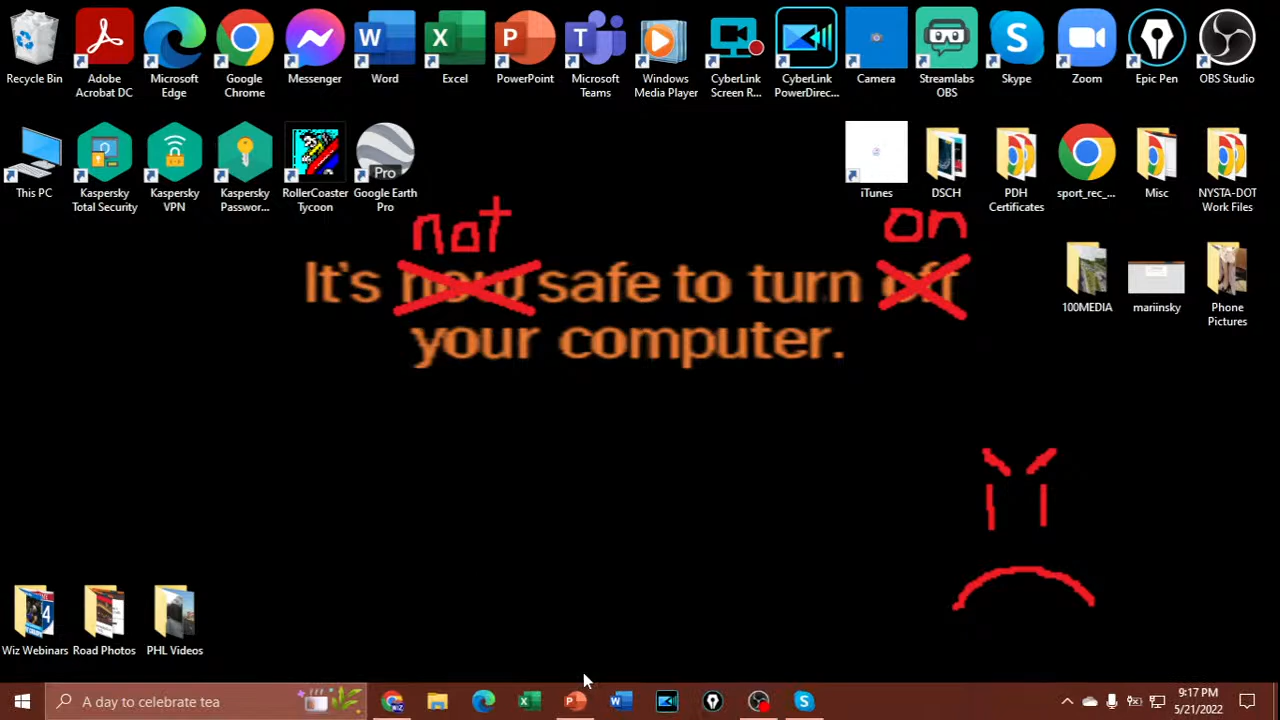 Recycle Bin
Adobe Acrobat DC
Microsoft Edge
Google Chrome
Messenger
Word
Excel
PowerPoint
Microsoft Teams
Windows Media Player
CyberLink Screen R...
CyberLink PowerDirec...
Camera
Streamlabs OBS
Skype
Zoom
Epic Pen
OBS Studio
This PC
Kaspersky Total Security
Kaspersky VPN
Kaspersky Passwor...
RollerCoaster Tycoon
Pro
Google Earth Pro
iTunes
DSCH
PDH Certificates
sport_rec_...
Misc
NYSTA-DOT Work Files
not
on
It's now safe to turn off
your computer.
100MEDIA
mariinsky
Phone Pictures
4
Wiz Webinars
Road Photos
PHL Videos
A day to celebrate tea
9:17 PM
5/21/2022